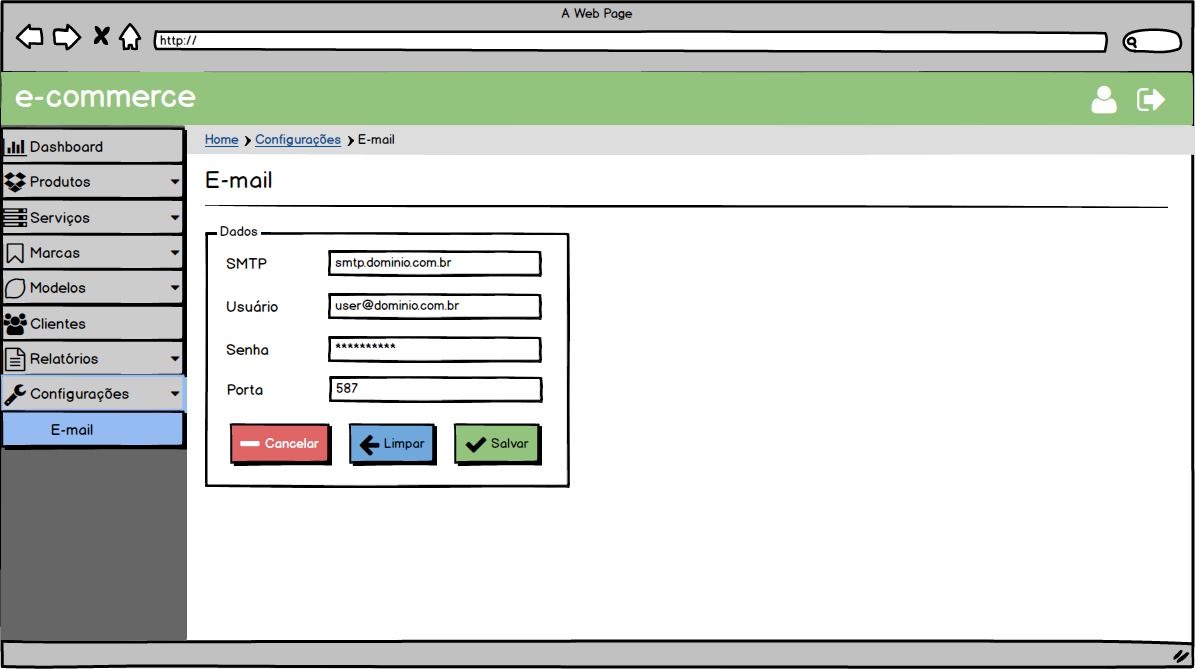 A Web Page
http://
e-commerce
Home > Configurações > E-mail
Dashboard
Produtos
Serviços
Marcas
Modelos
Clientes
Relatórios
Configurações
E-mail
E-mail
Dados
SMTP smtp.dominio.com.br
Usuário user@dominio.com.br
Senha **********
Porta 587
Cancelar Limpar Salvar